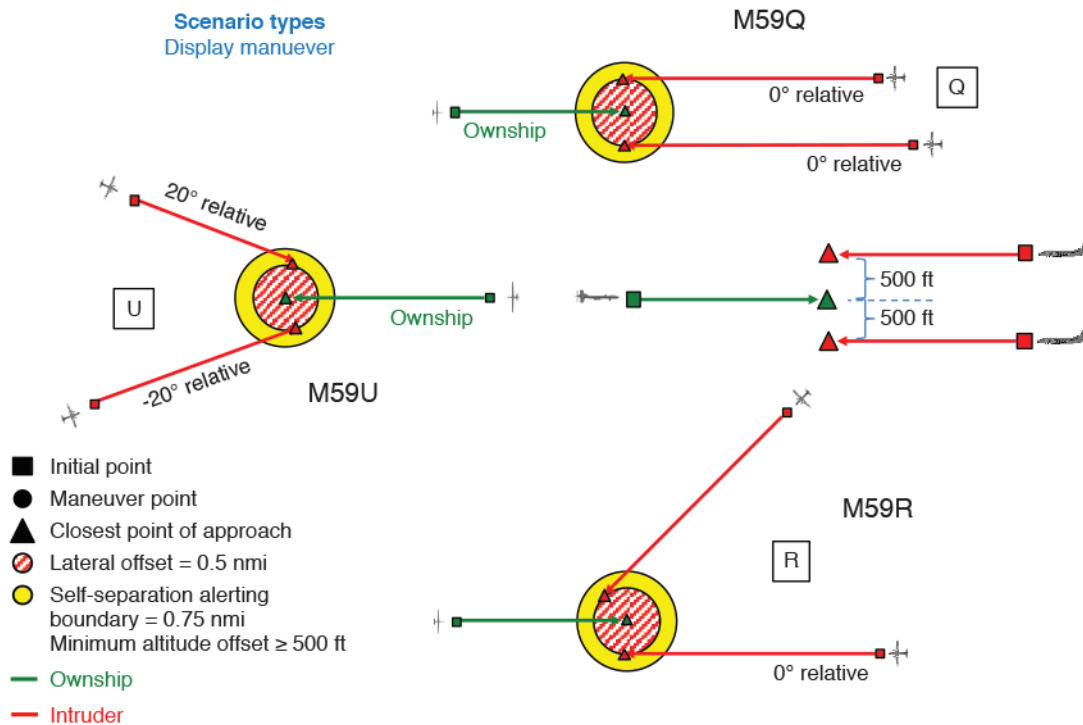 Scenario types
Display manuever
M59Q
0° relative
Q
Ownship
0° relative
20° relative
U
Ownship
-20° relative
M59U
500 ft
500 ft
M59R
R
0° relative
Initial point
Maneuver point
Closest point of approach
Lateral offset = 0.5 nmi
Self-separation alerting
boundary = 0.75 nmi
Minimum altitude offset ≥ 500 ft
Ownship
Intruder